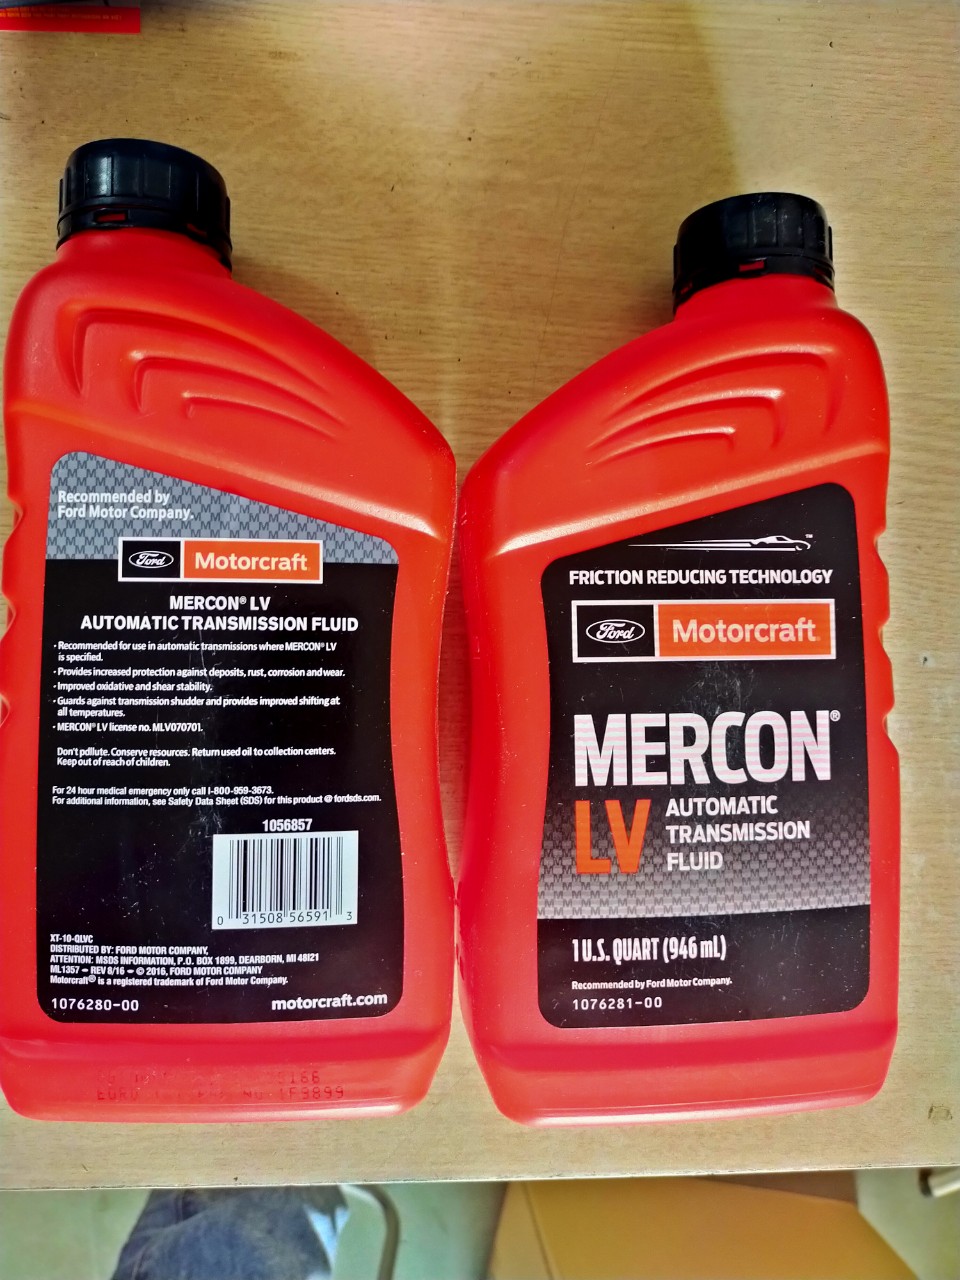 Recommended by
Ford Motor Company.
Ford Motorcraft
MERCON® LV
AUTOMATIC TRANSMISSION FLUID
• Recommended for use in automatic transmissions where MERCON® LV
is specified.
• Provides increased protection against deposits, rust, corrosion and wear.
• Improved oxidative and shear stability.
• Guards against transmission shudder and provides improved shifting at
all temperatures.
• MERCON® LV license no. MLV070701.
Don't pollute. Conserve resources. Return used oil to collection centers.
Keep out of reach of children.
For 24 hour medical emergency only call 1-800-959-3673.
For additional information, see Safety Data Sheet (SDS) for this product @ fordsds.com.
1056857
0 31508 56591 3
XT-10-QLVC
DISTRIBUTED BY: FORD MOTOR COMPANY,
ATTENTION: MSDS INFORMATION, P.O. BOX 1899, DEARBORN, MI 48121
ML1357 – REV 8/16 – © 2016, FORD MOTOR COMPANY
Motorcraft® is a registered trademark of Ford Motor Company.
1076280-00 motorcraft.com
FRICTION REDUCING TECHNOLOGY
Ford Motorcraft
MERCON®
LV AUTOMATIC
TRANSMISSION
FLUID
1 U.S. QUART (946 mL)
Recommended by Ford Motor Company.
1076281-00